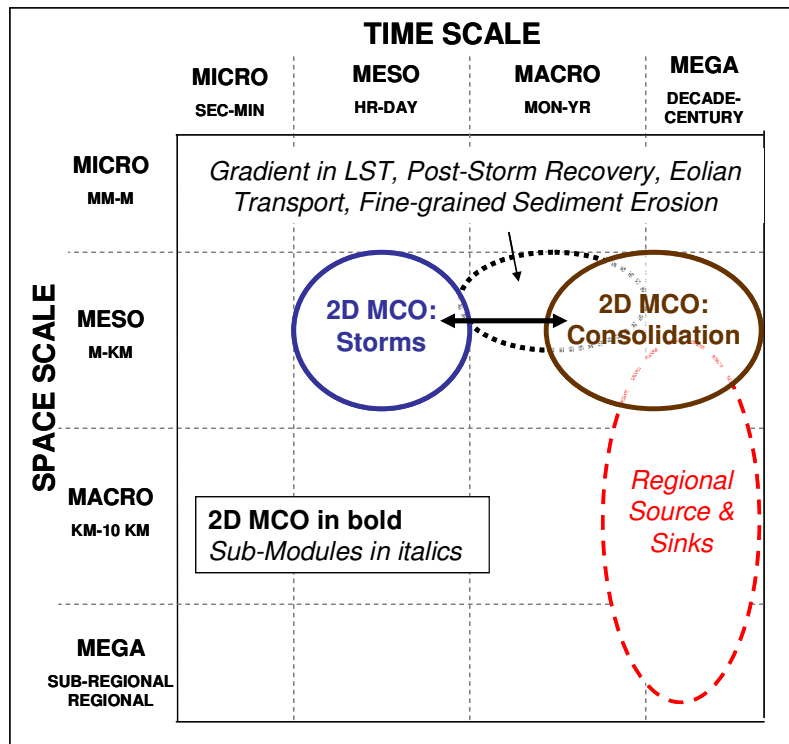 TIME SCALE
MICRO
SEC-MIN
MESO
HR-DAY
MACRO
MON-YR
MEGA
DECADE-
CENTURY
SPACE SCALE
MICRO
MM-M
Gradient in LST, Post-Storm Recovery, Eolian
Transport, Fine-grained Sediment Erosion
MESO
M-KM
2D MCO:
Storms
2D MCO:
Consolidation
MACRO
KM-10 KM
2D MCO in bold
Sub-Modules in italics
Regional
Source &
Sinks
MEGA
SUB-REGIONAL
REGIONAL